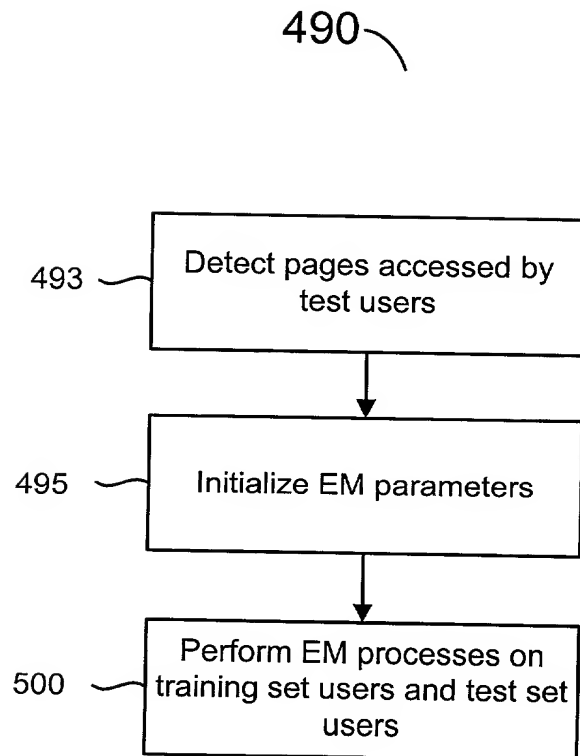 490
493
Detect pages accessed by
test users
495
Initialize EM parameters
500
Perform EM processes on
training set users and test set
users